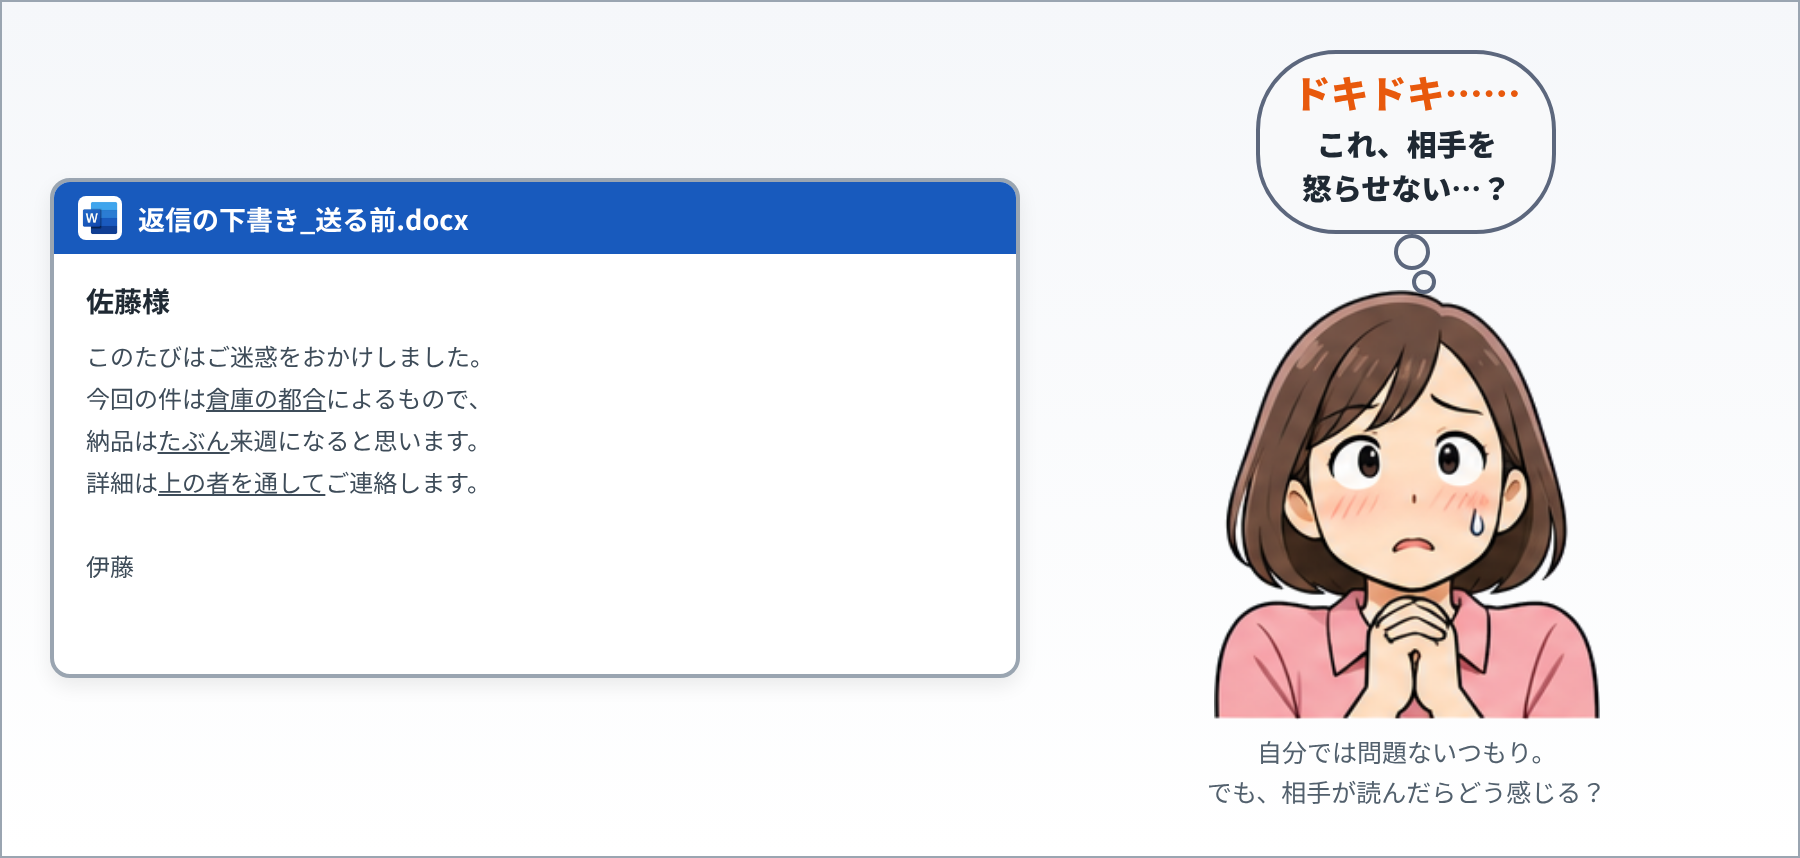 W
返信の下書き_送る前.docx
佐藤様
このたびはご迷惑をおかけしました。
今回の件は倉庫の都合によるもので、
納品はたぶん来週になると思います。
詳細は上の者を通してご連絡します。
伊藤
ドキドキ……
これ、相手を
怒らせない…？
自分では問題ないつもり。
でも、相手が読んだらどう感じる？